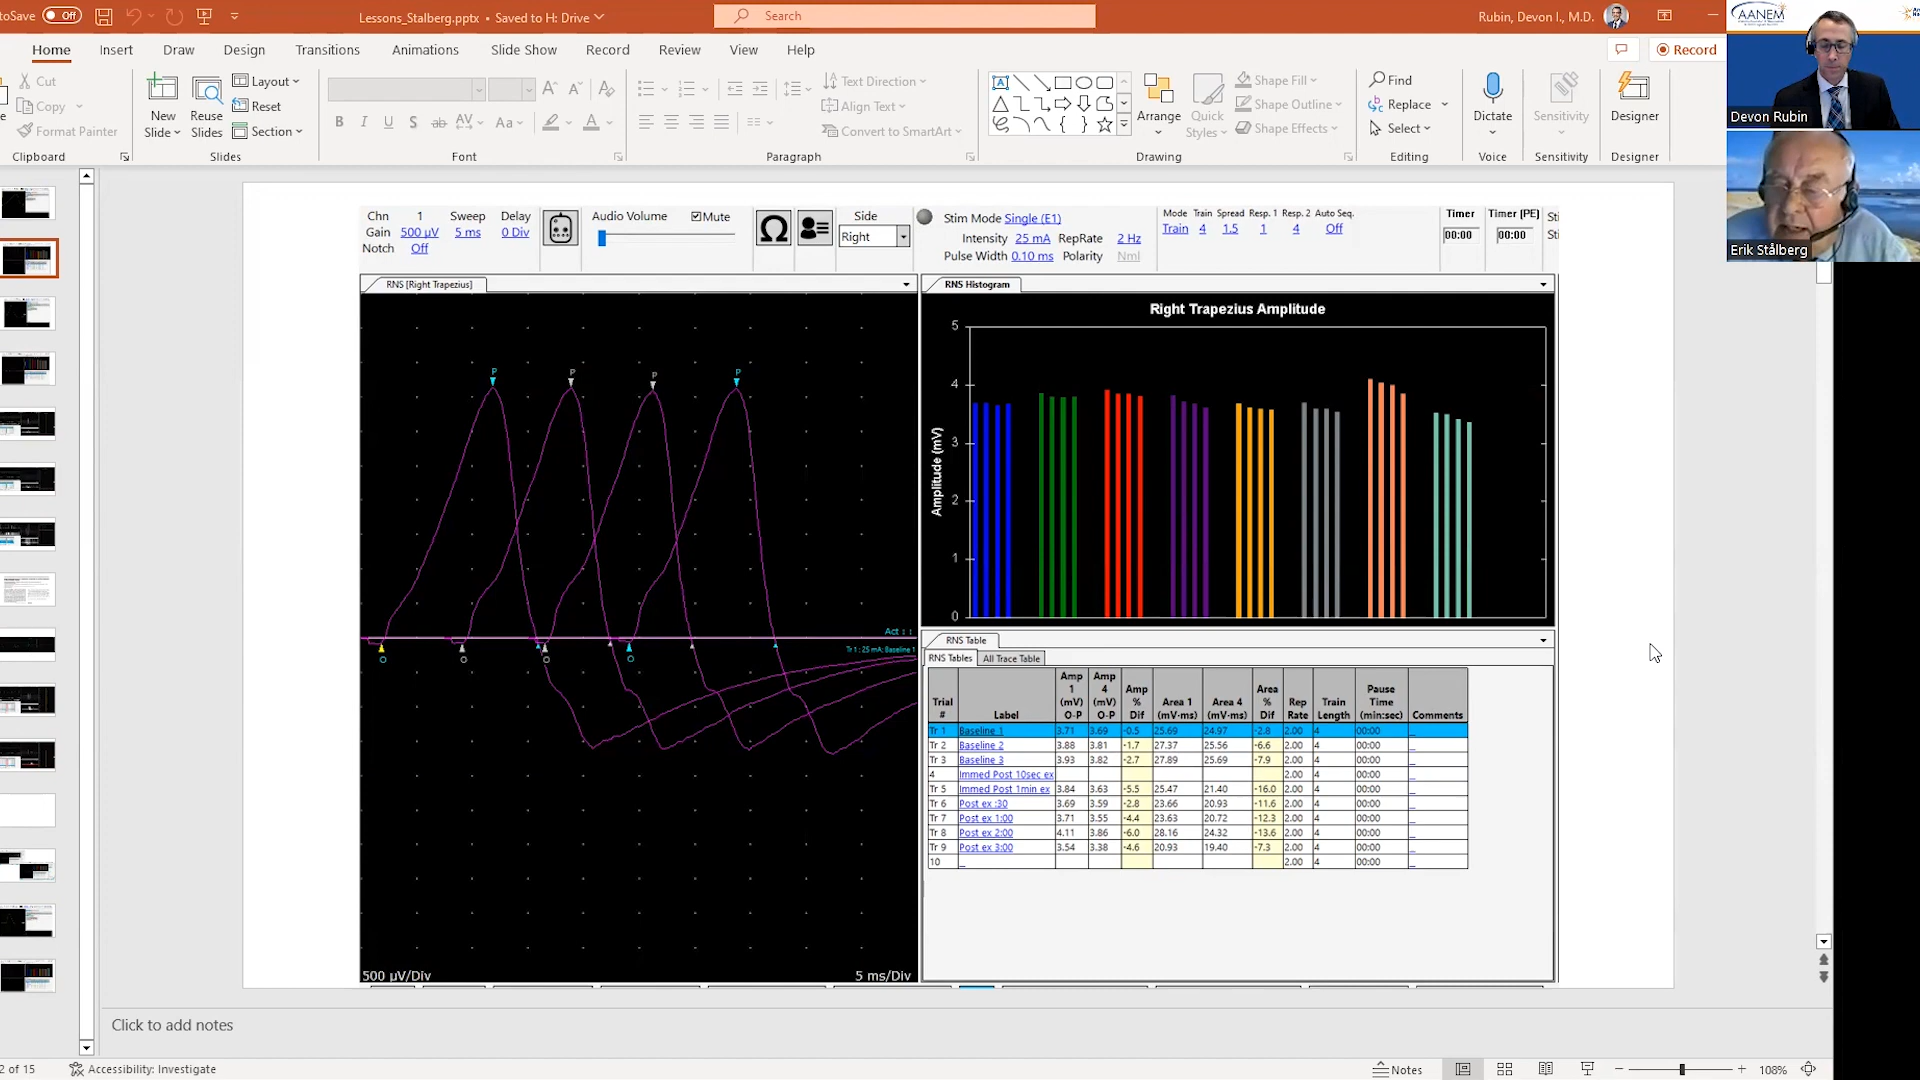 toSave Off
Lessons_Stalberg.pptx • Saved to H: Drive
Search
Rubin, Devon I., M.D.
AANEM
Home Insert Draw Design Transitions Animations Slide Show Record Review View Help
Record
Cut
Copy
Format Painter
Clipboard
New Slide
Reuse Slides
Layout
Reset
Section
Slides
Font
Text Direction
Align Text
Convert to SmartArt
Paragraph
Arrange
Quick Styles
Shape Fill
Shape Outline
Shape Effects
Drawing
Find
Replace
Select
Editing
Dictate
Voice
Sensitivity
Sensitivity
Designer
Designer
Devon Rubin
Erik Stålberg
Chn 1 Sweep Delay
Gain 500 µV 5 ms 0 Div
Notch Off
Audio Volume Mute
Side
Right
Stim Mode Single (E1)
Intensity 25 mA RepRate 2 Hz
Pulse Width 0.10 ms Polarity Nml
Mode Train Spread Resp. 1 Resp. 2 Auto Seq.
Train 4 1.5 1 4 Off
Timer
00:00
Timer [PE]
00:00
Sti
Sti
RNS [Right Trapezius]
P P P P
O O O O
Act : :
Tr 1 : 25 mA: Baseline 1
500 µV/Div
5 ms/Div
RNS Histogram
Right Trapezius Amplitude
Amplitude (mV)
5
4
3
2
1
0
RNS Table
RNS Tables All Trace Table
Trial # Label Amp 1 (mV) O-P Amp 4 (mV) O-P Amp % Dif Area 1 (mV·ms) Area 4 (mV·ms) Area % Dif Rep Rate Train Length Pause Time (min:sec) Comments
Tr 1 Baseline 1 3.71 3.69 -0.5 25.69 24.97 -2.8 2.00 4 00:00
Tr 2 Baseline 2 3.88 3.81 -1.7 27.37 25.56 -6.6 2.00 4 00:00
Tr 3 Baseline 3 3.93 3.82 -2.7 27.89 25.69 -7.9 2.00 4 00:00
4 Immed Post 10sec ex 2.00 4 00:00
Tr 5 Immed Post 1min ex 3.84 3.63 -5.5 25.47 21.40 -16.0 2.00 4 00:00
Tr 6 Post ex :30 3.69 3.59 -2.8 23.66 20.93 -11.6 2.00 4 00:00
Tr 7 Post ex 1:00 3.71 3.55 -4.4 23.63 20.72 -12.3 2.00 4 00:00
Tr 8 Post ex 2:00 4.11 3.86 -6.0 28.16 24.32 -13.6 2.00 4 00:00
Tr 9 Post ex 3:00 3.54 3.38 -4.6 20.93 19.40 -7.3 2.00 4 00:00
10 2.00 4 00:00
Click to add notes
2 of 15
Accessibility: Investigate
Notes
108%